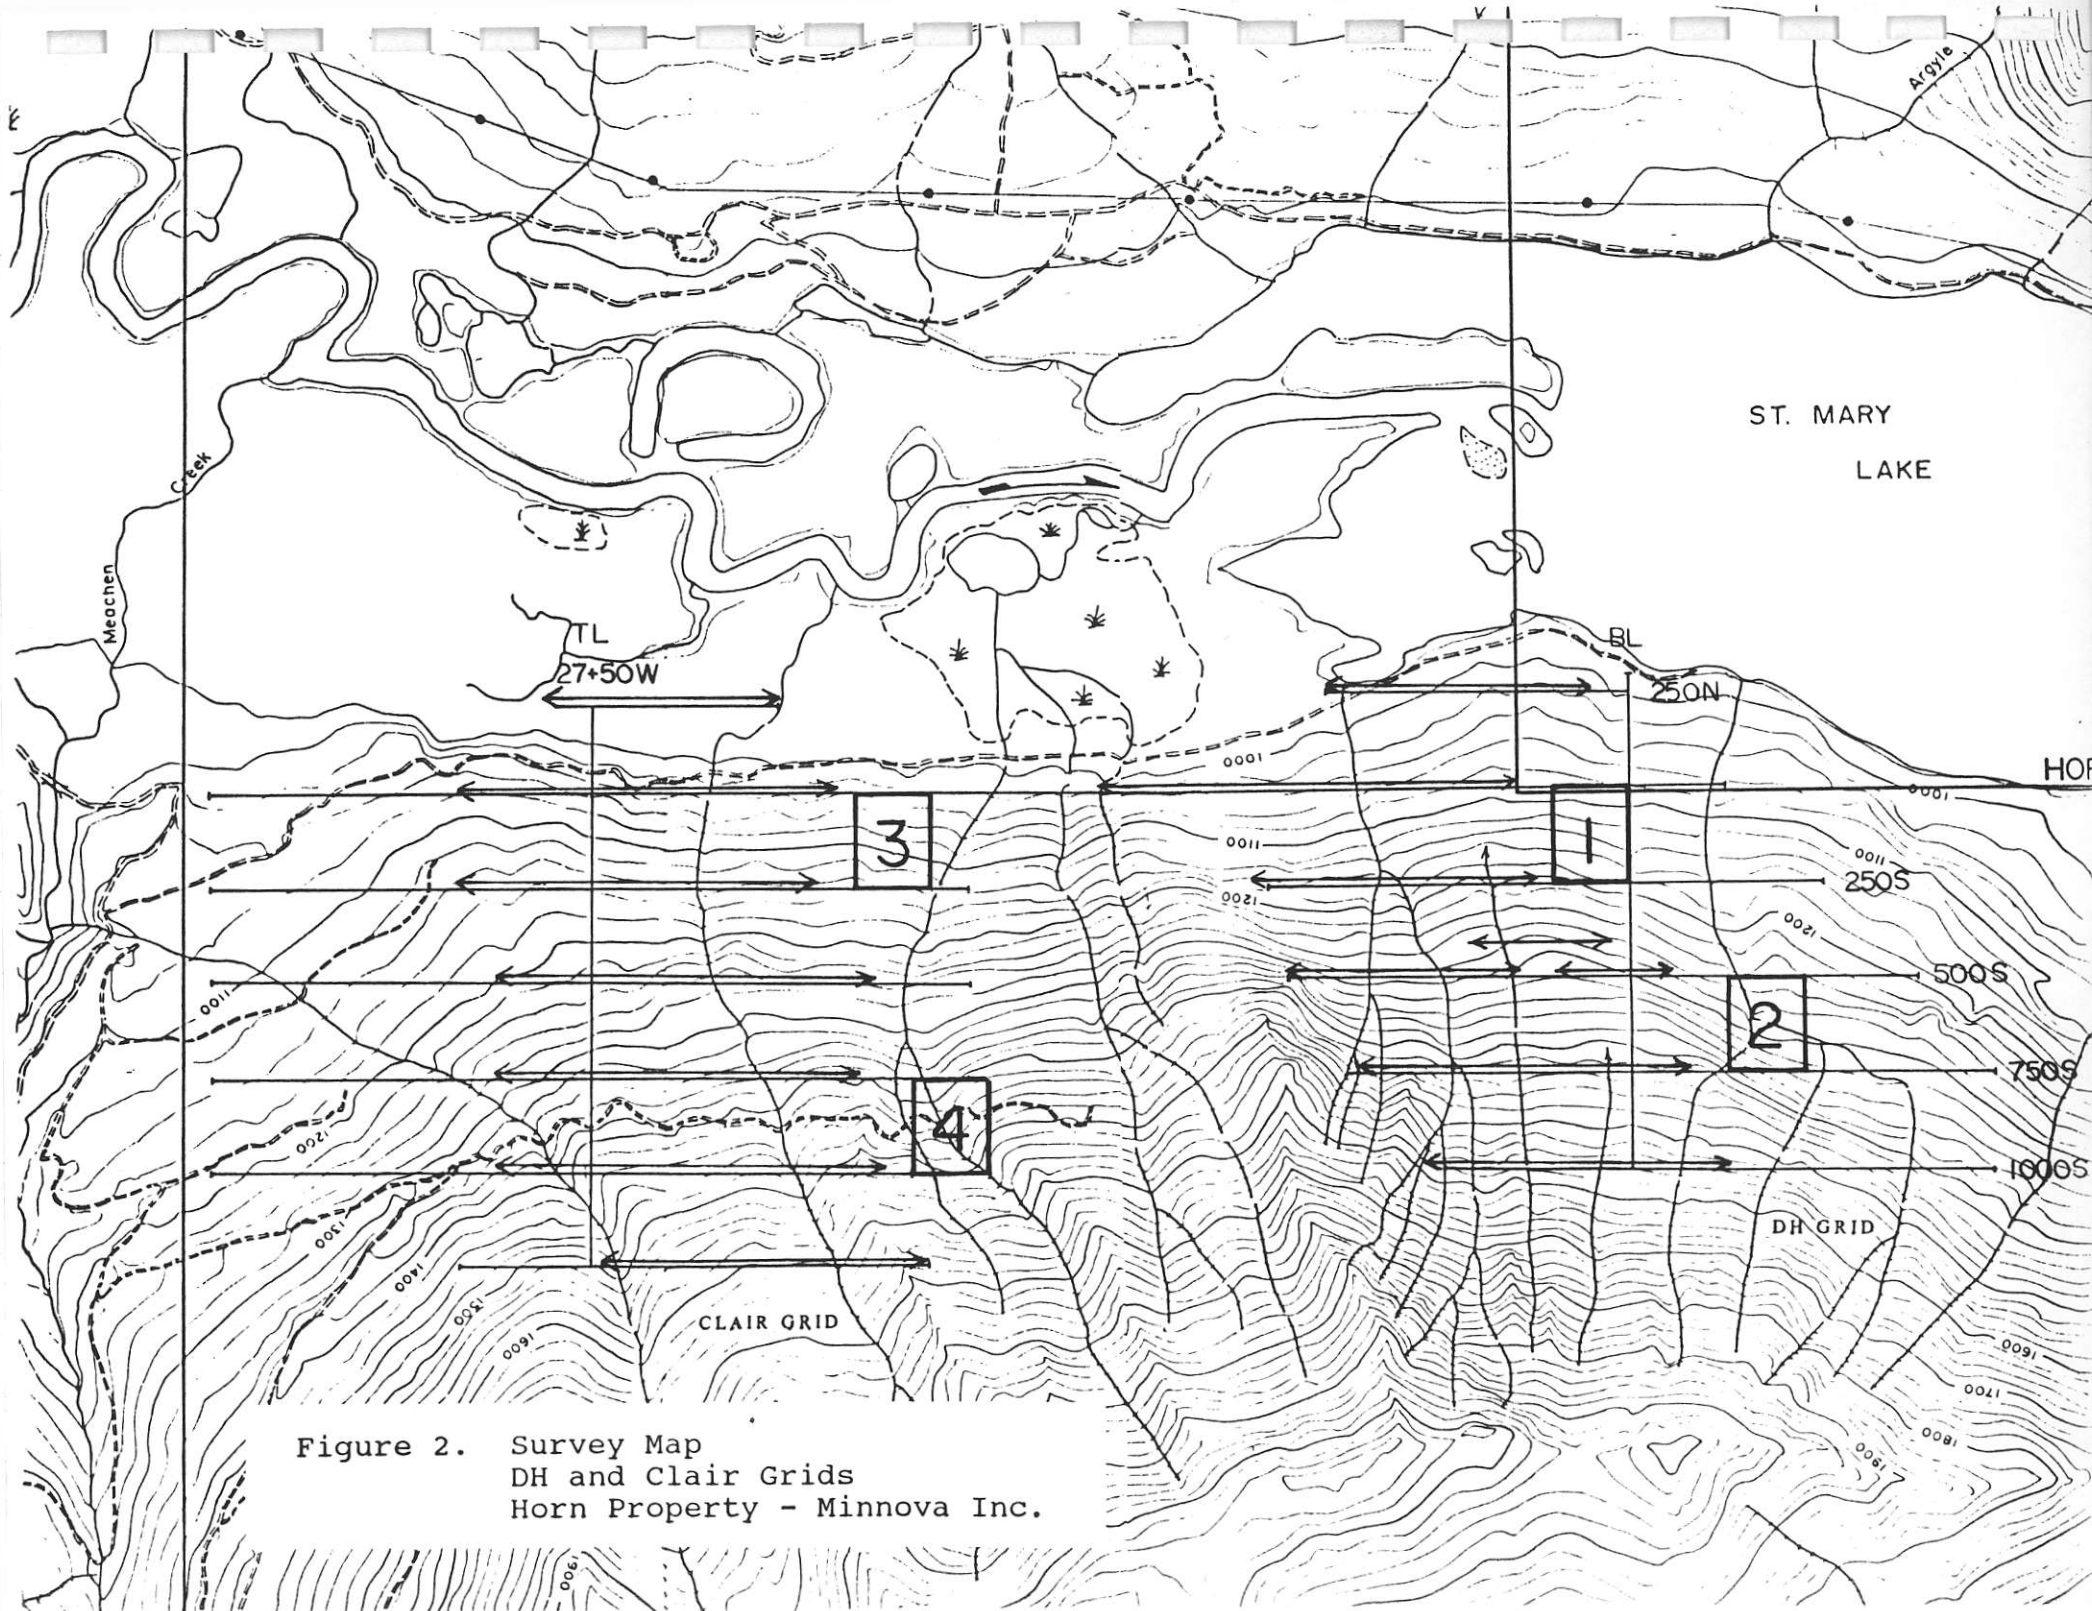 Argyle
ST. MARY
LAKE
Creek
Meachen
TL
27+50W
BL
250N
HOR
1000
1000
3
1
1100
1100
250S
1200
1200
500S
1100
2
750S
4
1200
1000S
1300
DH GRID
1400
CLAIR GRID
1600
1600
1700
1800
1900
Figure 2. Survey Map
DH and Clair Grids
Horn Property - Minnova Inc.